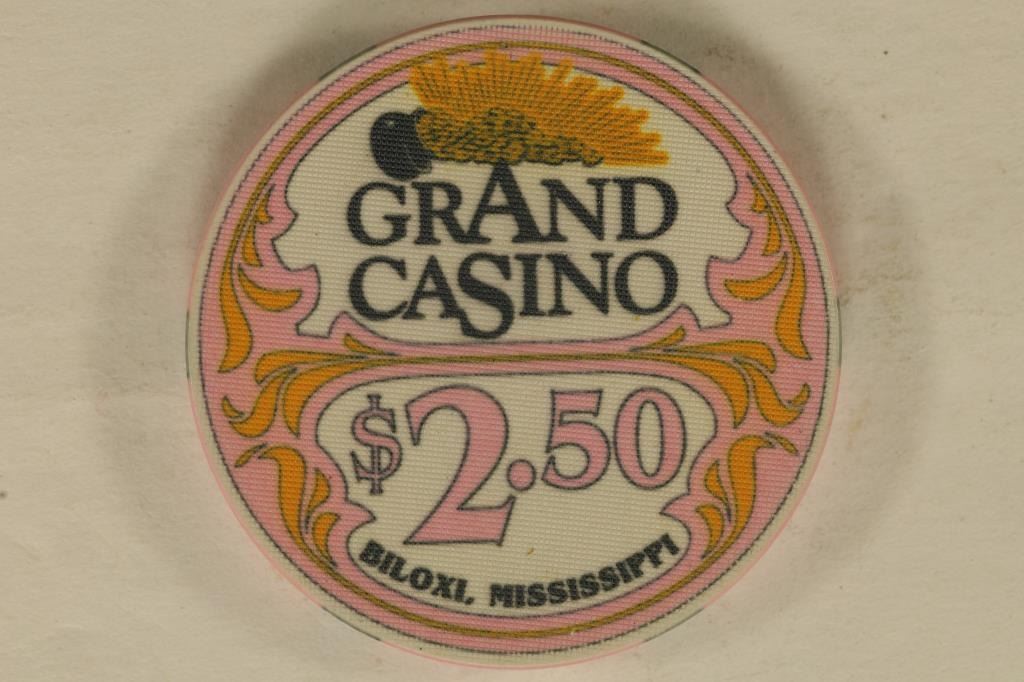 GRAND
CASINO
$2.50
BILOXI, MISSISSIPPI